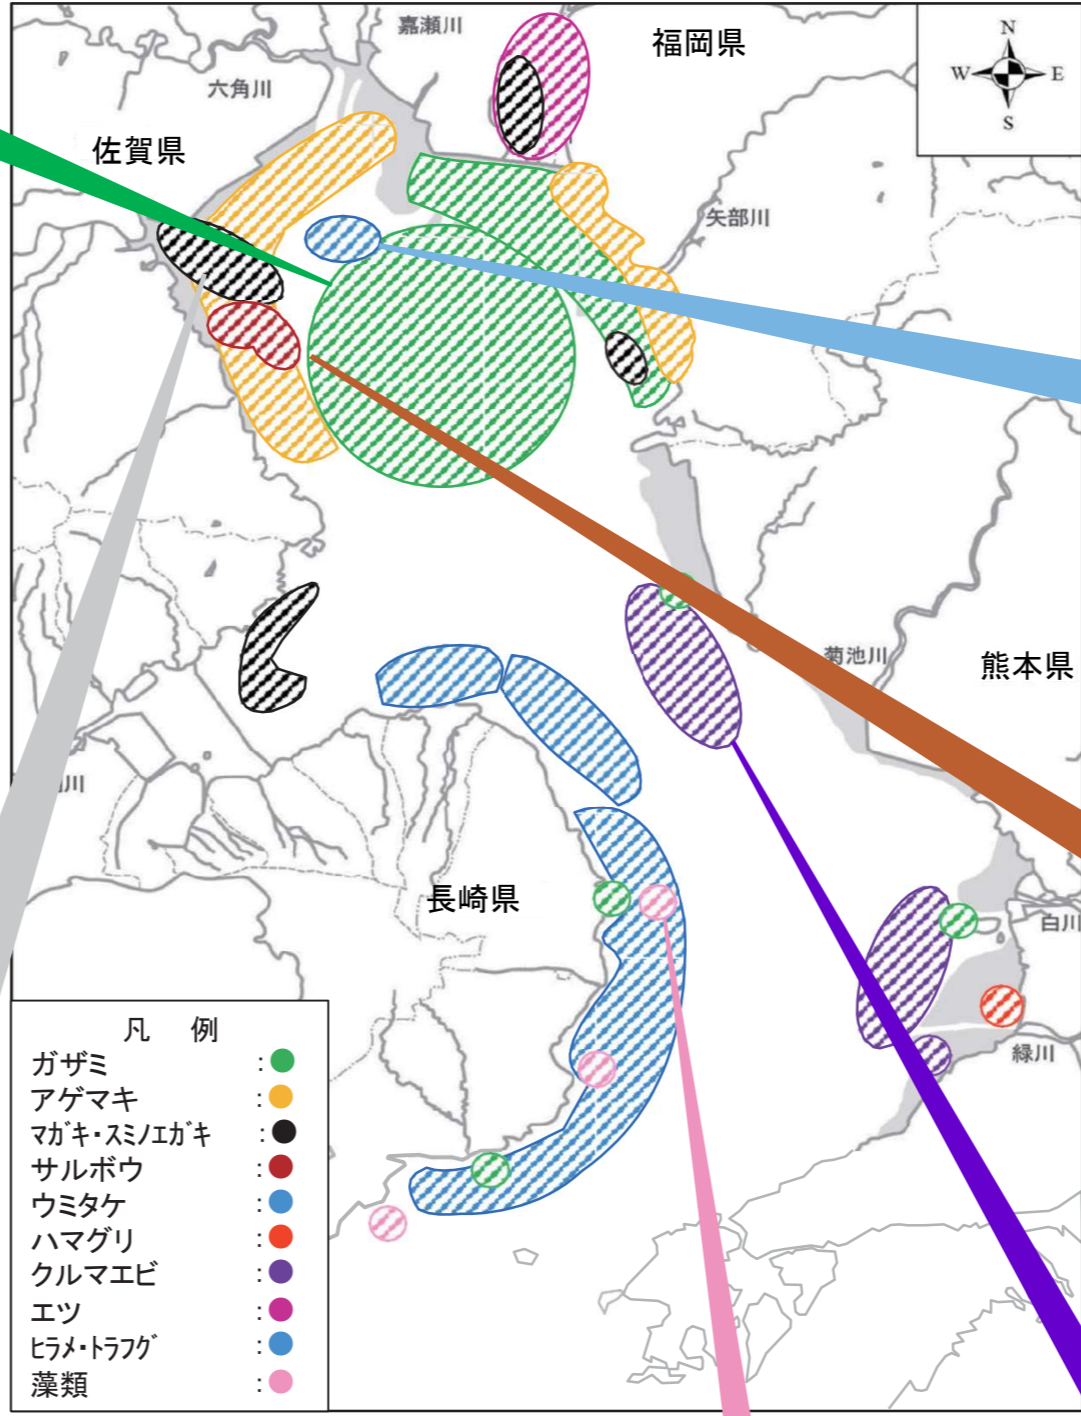 嘉瀬川
福岡県
N
W E
S
六角川
佐賀県
矢部川
菊池川
熊本県
川
長崎県
白川
緑川
凡 例
ガザミ :
アゲマキ :
マガキ・スミノエガキ :
サルボウ :
ウミタケ :
ハマグリ :
クルマエビ :
エツ :
ヒラメ・トラフグ :
藻類 :